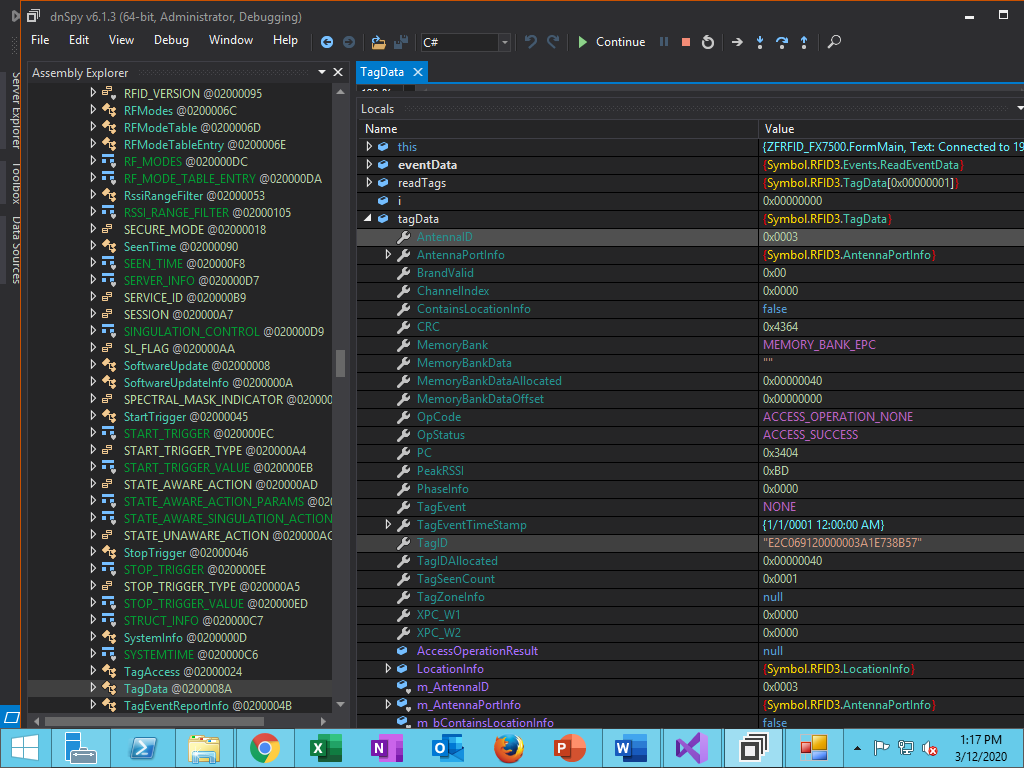 dnSpy v6.1.3 (64-bit, Administrator, Debugging)
File Edit View Debug Window Help C# Continue
Server Explorer
Toolbox
Data Sources
Assembly Explorer
RFID_VERSION @02000095
RFModes @0200006C
RFModeTable @0200006D
RFModeTableEntry @0200006E
RF_MODES @020000DC
RF_MODE_TABLE_ENTRY @020000DA
RssiRangeFilter @02000053
RSSI_RANGE_FILTER @02000105
SECURE_MODE @02000018
SeenTime @02000090
SEEN_TIME @020000F8
SERVER_INFO @020000D7
SERVICE_ID @020000B9
SESSION @020000A7
SINGULATION_CONTROL @020000D9
SL_FLAG @020000AA
SoftwareUpdate @02000008
SoftwareUpdateInfo @0200000A
SPECTRAL_MASK_INDICATOR @020000
StartTrigger @02000045
START_TRIGGER @020000EC
START_TRIGGER_TYPE @020000A4
START_TRIGGER_VALUE @020000EB
STATE_AWARE_ACTION @020000AD
STATE_AWARE_ACTION_PARAMS @020
STATE_AWARE_SINGULATION_ACTION
STATE_UNAWARE_ACTION @020000AC
StopTrigger @02000046
STOP_TRIGGER @020000EE
STOP_TRIGGER_TYPE @020000A5
STOP_TRIGGER_VALUE @020000ED
STRUCT_INFO @020000C7
SystemInfo @0200000D
SYSTEMTIME @020000C6
TagAccess @02000024
TagData @0200008A
TagEventReportInfo @0200004B
TagData
Locals
Name Value
this {ZFRFID_FX7500.FormMain, Text: Connected to 19
eventData {Symbol.RFID3.Events.ReadEventData}
readTags {Symbol.RFID3.TagData[0x00000001]}
i 0x00000000
tagData {Symbol.RFID3.TagData}
AntennaID 0x0003
AntennaPortInfo {Symbol.RFID3.AntennaPortInfo}
BrandValid 0x00
ChannelIndex 0x0000
ContainsLocationInfo false
CRC 0x4364
MemoryBank MEMORY_BANK_EPC
MemoryBankData ""
MemoryBankDataAllocated 0x00000040
MemoryBankDataOffset 0x00000000
OpCode ACCESS_OPERATION_NONE
OpStatus ACCESS_SUCCESS
PC 0x3404
PeakRSSI 0xBD
PhaseInfo 0x0000
TagEvent NONE
TagEventTimeStamp {1/1/0001 12:00:00 AM}
TagID "E2C069120000003A1E738B57"
TagIDAllocated 0x00000040
TagSeenCount 0x0001
TagZoneInfo null
XPC_W1 0x0000
XPC_W2 0x0000
AccessOperationResult null
LocationInfo {Symbol.RFID3.LocationInfo}
m_AntennaID 0x0003
m_AntennaPortInfo {Symbol.RFID3.AntennaPortInfo}
m_bContainsLocationInfo false
1:17 PM
3/12/2020